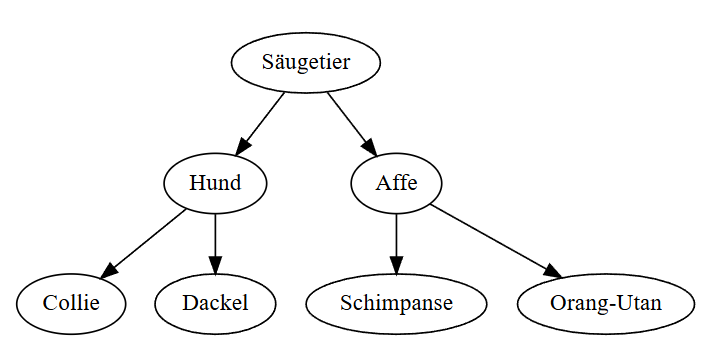 Säugetier
Hund
Affe
Collie
Dackel
Schimpanse
Orang-Utan